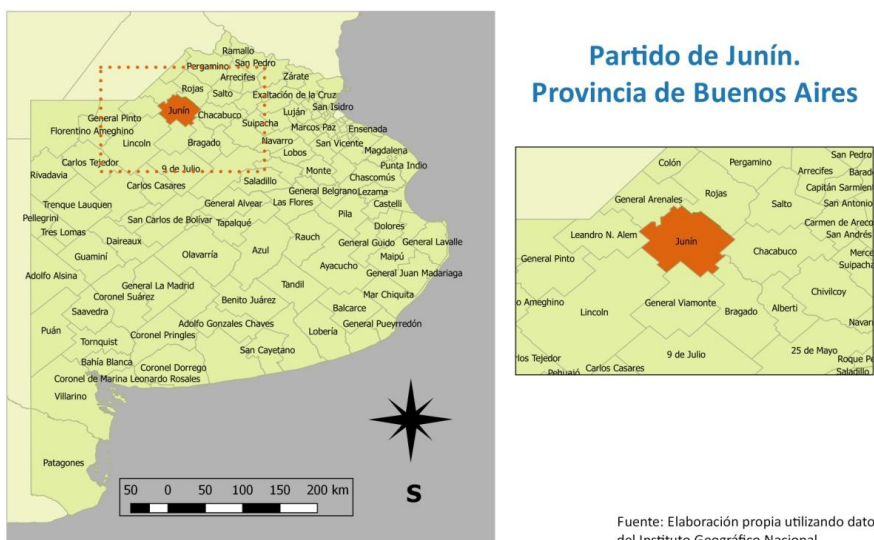 Partido de Junín.
Provincia de Buenos Aires
Ramallo
Pergamino San Pedro
Arrecifes Zárate
Rojas Salto Exaltación de la Cruz
Junín Chacabuco Luján San Isidro
General Pinto Suipacha Marcos Paz Ensenada
Florentino Ameghino
Lincoln Bragado Navarro San Vicente
Lobos Magdalena
Carlos Tejedor 9 de Julio Monte Punta Indio
Rivadavia Saladillo Chascomús
Carlos Casares General Belgrano Lezama
Trenque Lauquen General Alvear Las Flores Castelli
Pellegrini San Carlos de Bolívar Tapalqué Pila
Tres Lomas Dolores
Daireaux Rauch General Guido General Lavalle
Guaminí Olavarría Azul Maipú
Adolfo Alsina Ayacucho General Juan Madariaga
General La Madrid Tandil
Coronel Suárez Benito Juárez Mar Chiquita
Saavedra Balcarce
Puán Adolfo Gonzales Chaves Lobería General Pueyrredón
Tornquist Coronel Pringles
San Cayetano
Bahía Blanca Coronel Dorrego
Coronel de Marina Leonardo Rosales
Villarino
Patagones
50 0 50 100 150 200 km
S
Colón Pergamino San Pedro
Arrecifes Barad
General Arenales Rojas Capitán Sarmient
Salto San Antonio
Leandro N. Alem Junín Carmen de Areco
San Andrés
General Pinto Chacabuco Merce
Suipacha
o Ameghino General Viamonte Chivilcoy
Lincoln Bragado Alberti
Navar
los Tejedor 9 de Julio 25 de Mayo
Roque Pe
Pehuajó Carlos Casares Saladillo
Fuente: Elaboración propia utilizando dato
del Instituto Geográfico Nacional